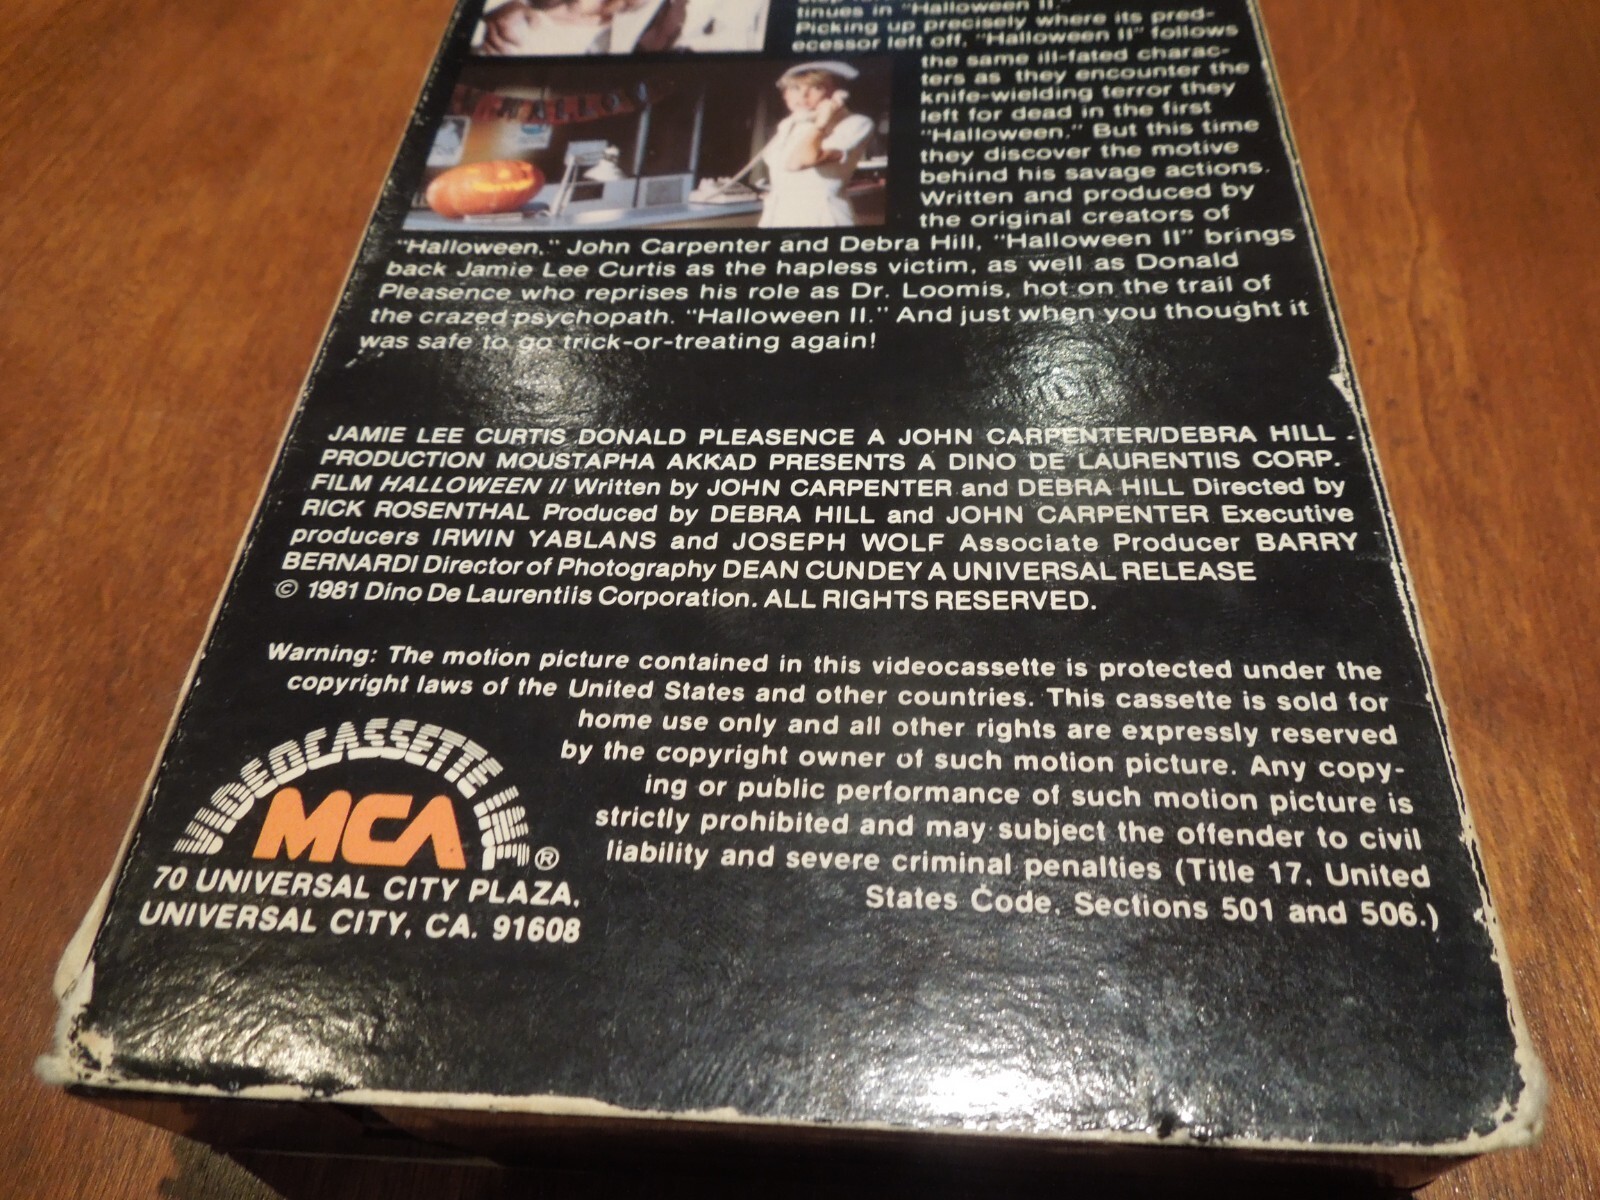 tinues in "Halloween II."
Picking up precisely where its pred-
ecessor left off, "Halloween II" follows
the same ill-fated charac-
ters as they encounter the
knife-wielding terror they
left for dead in the first
"Halloween." But this time
they discover the motive
behind his savage actions.
Written and produced by
the original creators of
"Halloween," John Carpenter and Debra Hill, "Halloween II" brings
back Jamie Lee Curtis as the hapless victim, as well as Donald
Pleasence who reprises his role as Dr. Loomis, hot on the trail of
the crazed psychopath. "Halloween II." And just when you thought it
was safe to go trick-or-treating again!
JAMIE LEE CURTIS DONALD PLEASENCE A JOHN CARPENTER/DEBRA HILL
PRODUCTION MOUSTAPHA AKKAD PRESENTS A DINO DE LAURENTIIS CORP.
FILM HALLOWEEN II Written by JOHN CARPENTER and DEBRA HILL Directed by
RICK ROSENTHAL Produced by DEBRA HILL and JOHN CARPENTER Executive
producers IRWIN YABLANS and JOSEPH WOLF Associate Producer BARRY
BERNARDI Director of Photography DEAN CUNDEY A UNIVERSAL RELEASE
© 1981 Dino De Laurentiis Corporation. ALL RIGHTS RESERVED.
Warning: The motion picture contained in this videocassette is protected under the
copyright laws of the United States and other countries. This cassette is sold for
home use only and all other rights are expressly reserved
by the copyright owner of such motion picture. Any copy-
ing or public performance of such motion picture is
strictly prohibited and may subject the offender to civil
liability and severe criminal penalties (Title 17, United
States Code, Sections 501 and 506.)
VIDEOCASSETTE
MCA ®
70 UNIVERSAL CITY PLAZA,
UNIVERSAL CITY, CA. 91608